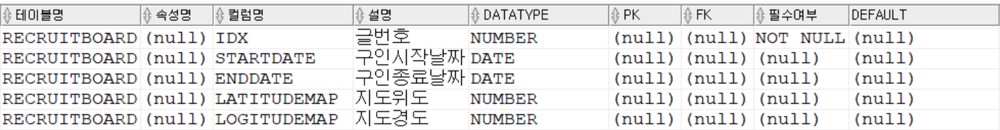 테이블명 속성명 컬럼명 설명 DATATYPE PK FK 필수여부 DEFAULT
RECRUITBOARD (null) IDX 글번호 NUMBER (null) (null) NOT NULL (null)
RECRUITBOARD (null) STARTDATE 구인시작날짜 DATE (null) (null) (null) (null)
RECRUITBOARD (null) ENDDATE 구인종료날짜 DATE (null) (null) (null) (null)
RECRUITBOARD (null) LATITUDEMAP 지도위도 NUMBER (null) (null) (null) (null)
RECRUITBOARD (null) LOGITUDEMAP 지도경도 NUMBER (null) (null) (null) (null)